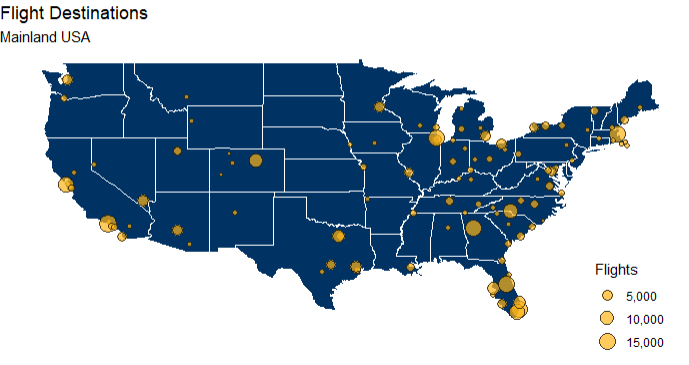 Flight Destinations
Mainland USA
Flights
5,000
10,000
15,000